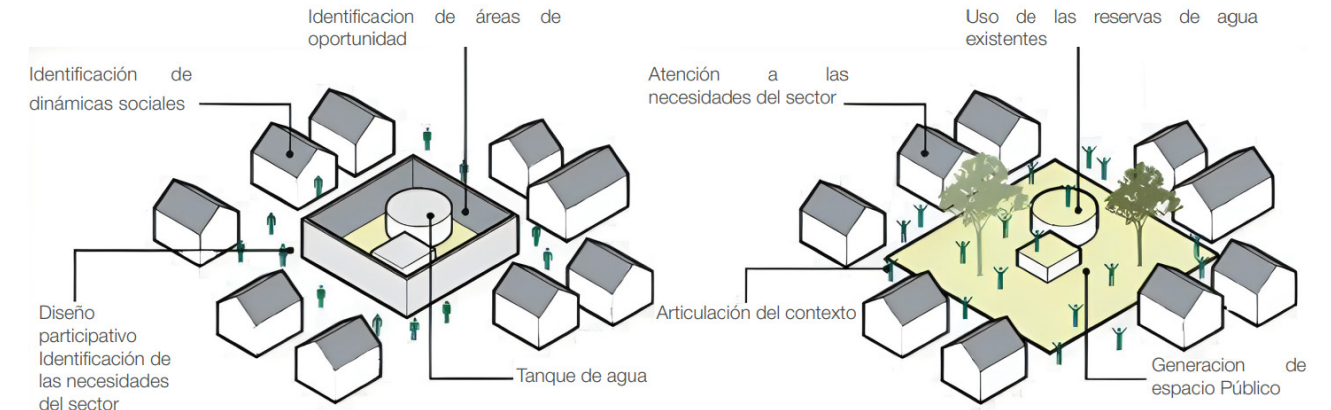 Identificacion de áreas de
oportunidad
Identificación de
dinámicas sociales
Diseño
participativo
Identificación de
las necesidades
del sector
Tanque de agua
Uso de las reservas de agua
existentes
Atención a las
necesidades del sector
Articulación del contexto
Generacion de
espacio Público